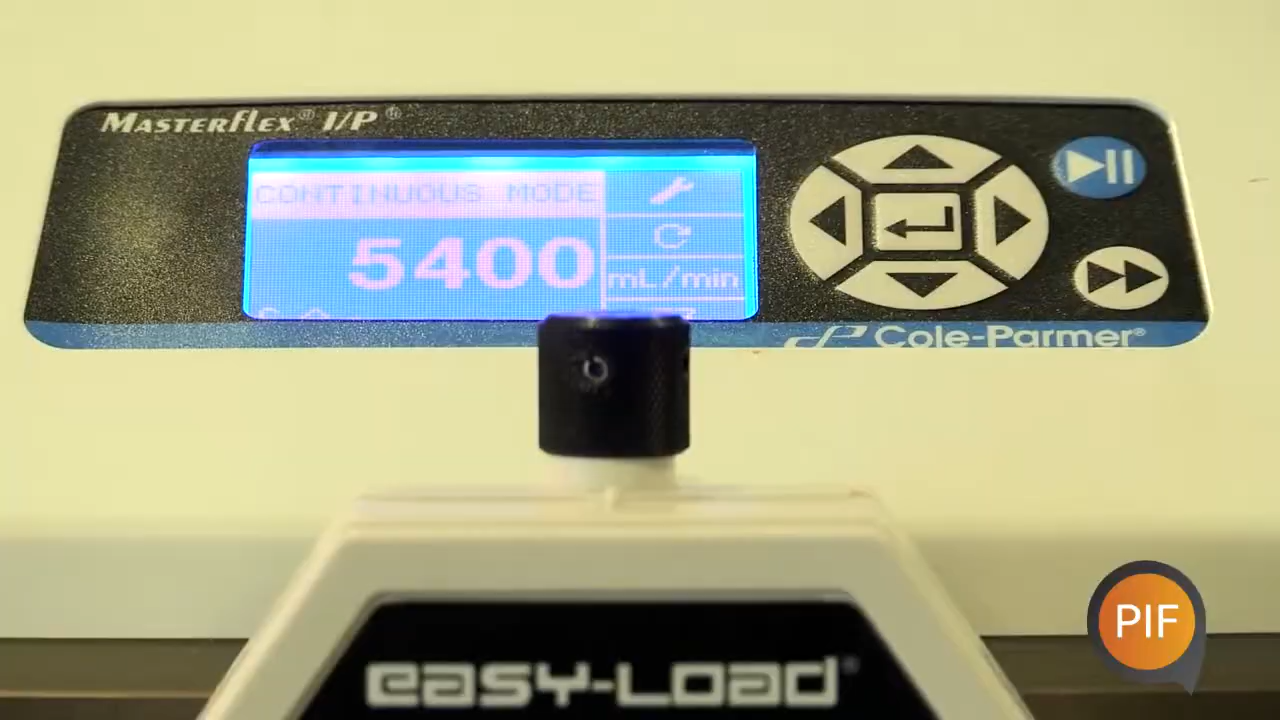 MASTERFLEX® I/P®
CONTINUOUS MODE
5400
mL/min
Cole-Parmer®
easy-Load®
PIF